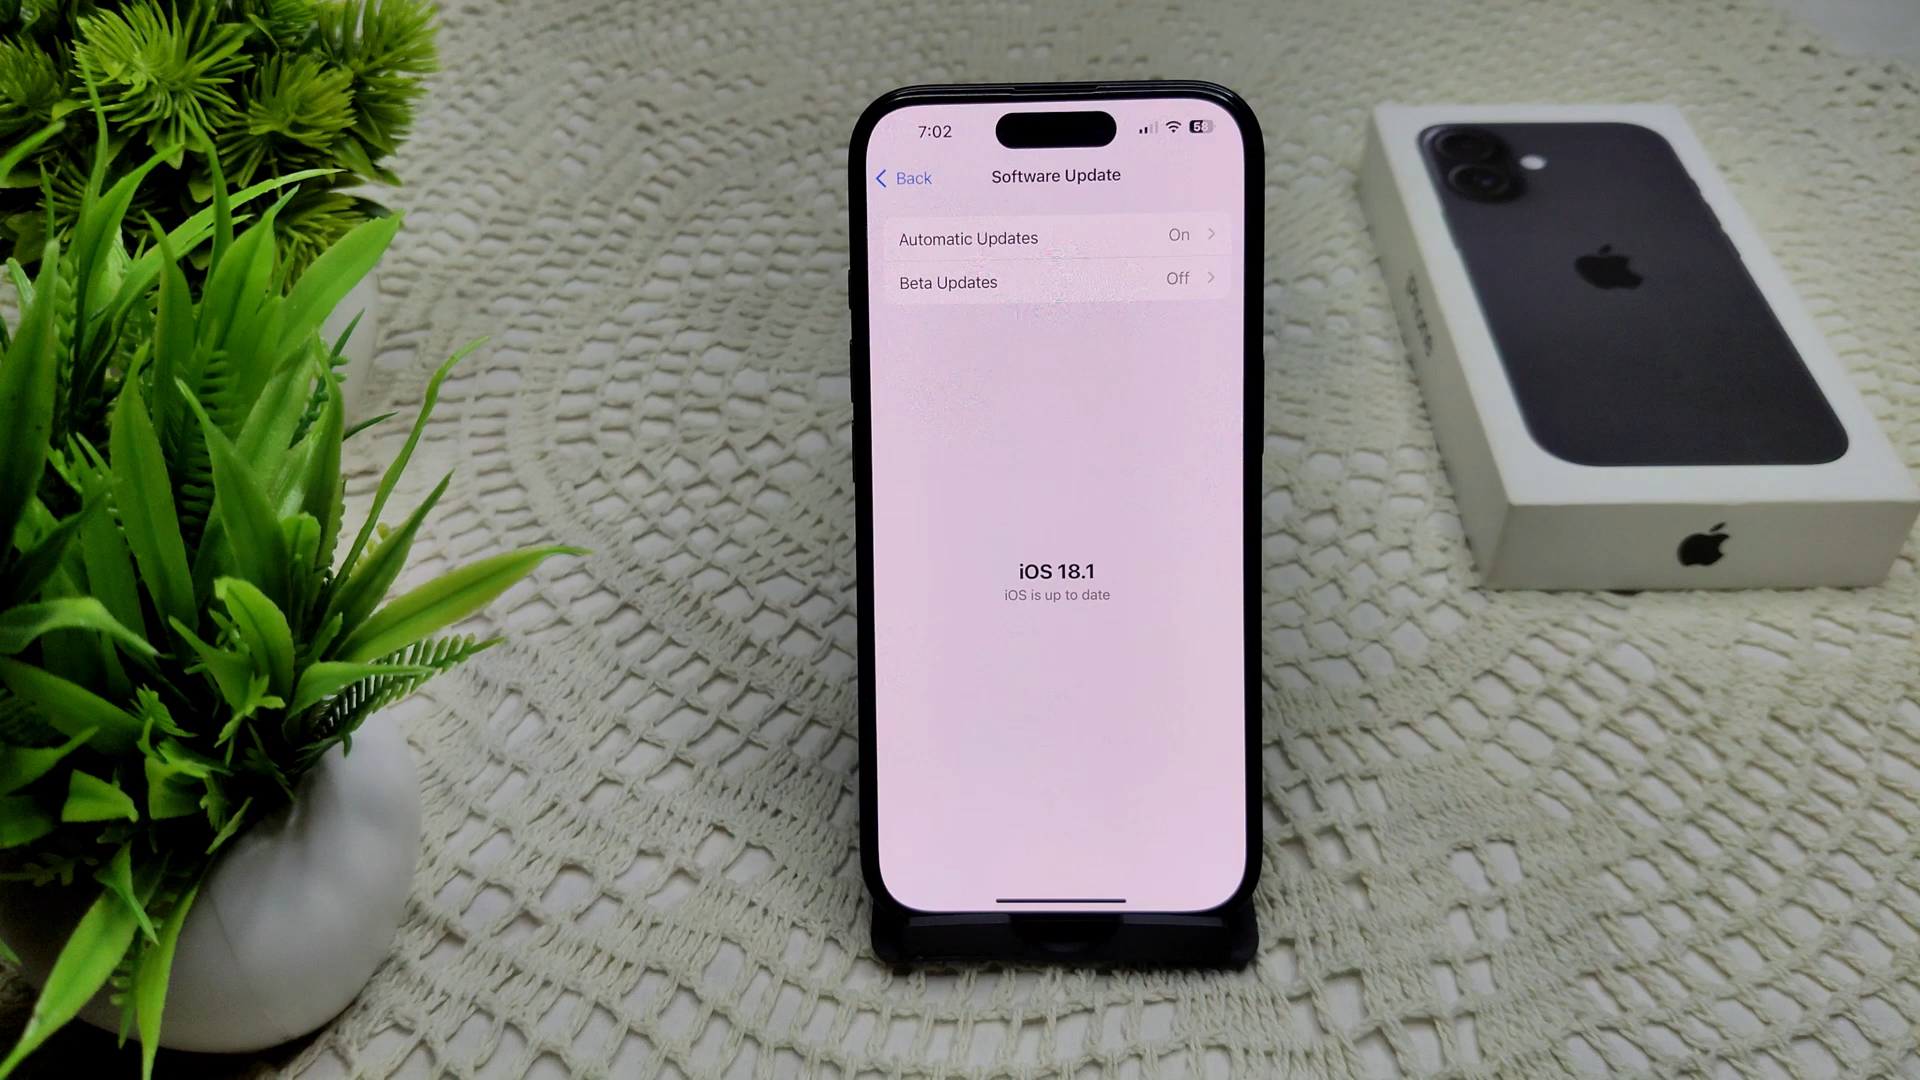 7:02
58
Back
Software Update
Automatic Updates On
Beta Updates Off
iOS 18.1
iOS is up to date
iPhone